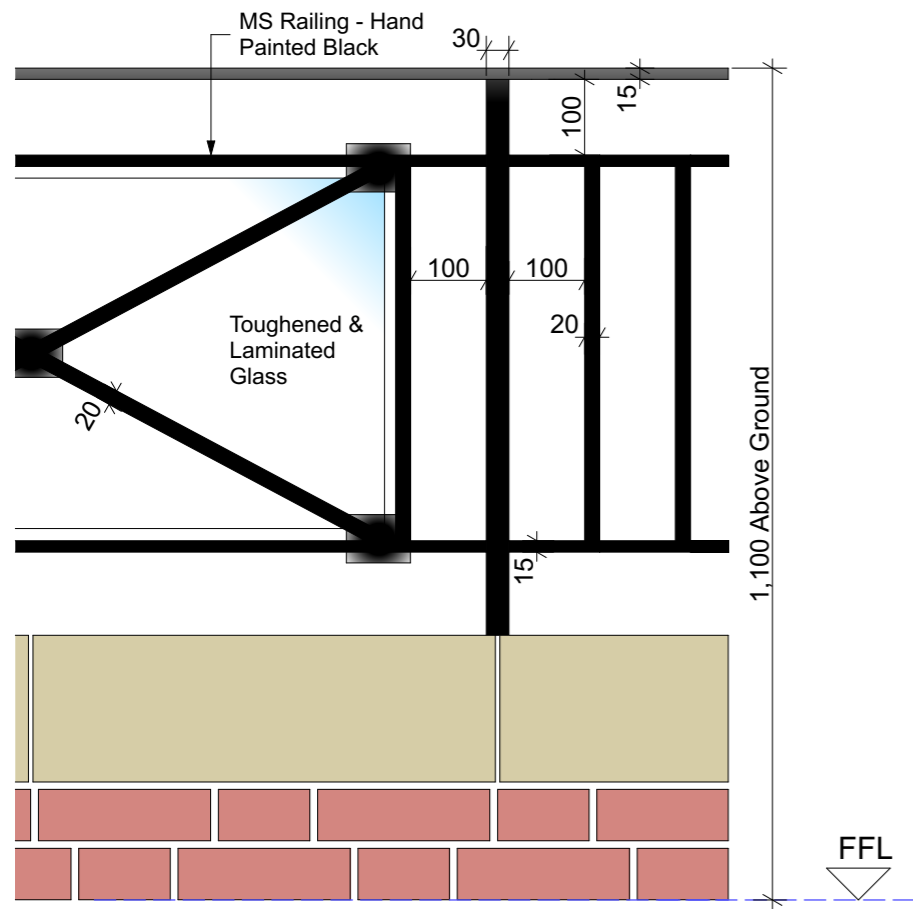 MS Railing - Hand
Painted Black
30
15
100
100
100
Toughened &
Laminated
Glass
20
20
15
1,100 Above Ground
FFL